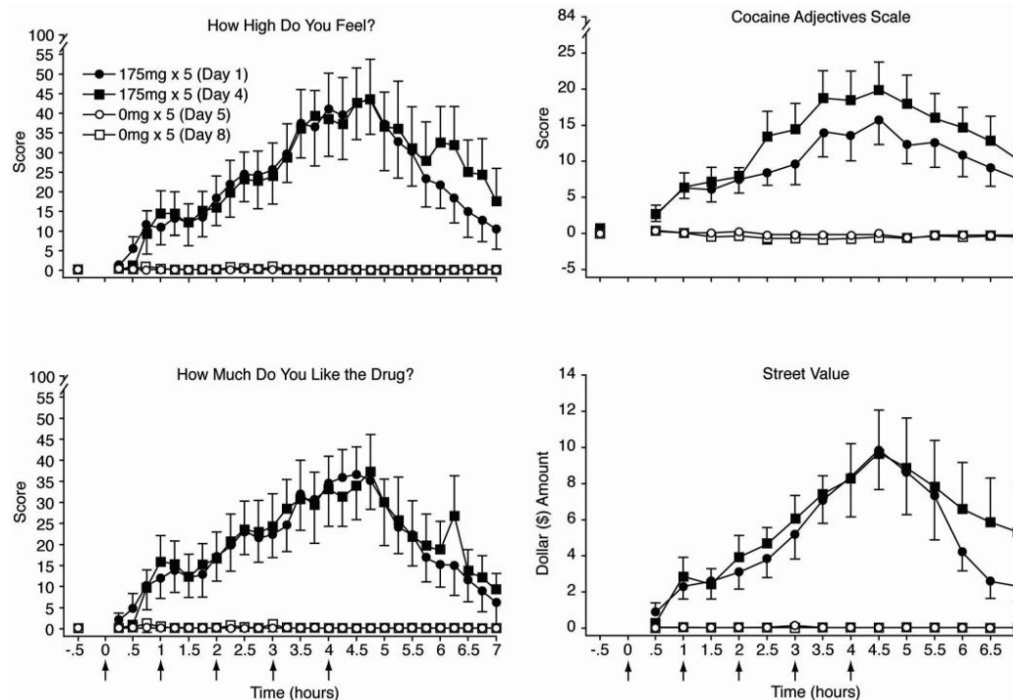 How High Do You Feel?
100
55
50
45
40
35
30
25
20
15
10
5
0
Score
175mg x 5 (Day 1)
175mg x 5 (Day 4)
0mg x 5 (Day 5)
0mg x 5 (Day 8)
Cocaine Adjectives Scale
84
25
20
15
10
5
0
-5
Score
How Much Do You Like the Drug?
100
55
50
45
40
35
30
25
20
15
10
5
0
Score
-.5 0 .5 1 1.5 2 2.5 3 3.5 4 4.5 5 5.5 6 6.5 7
Time (hours)
Street Value
14
12
10
8
6
4
2
0
Dollar ($) Amount
-.5 0 .5 1 1.5 2 2.5 3 3.5 4 4.5 5 5.5 6 6.5 7
Time (hours)